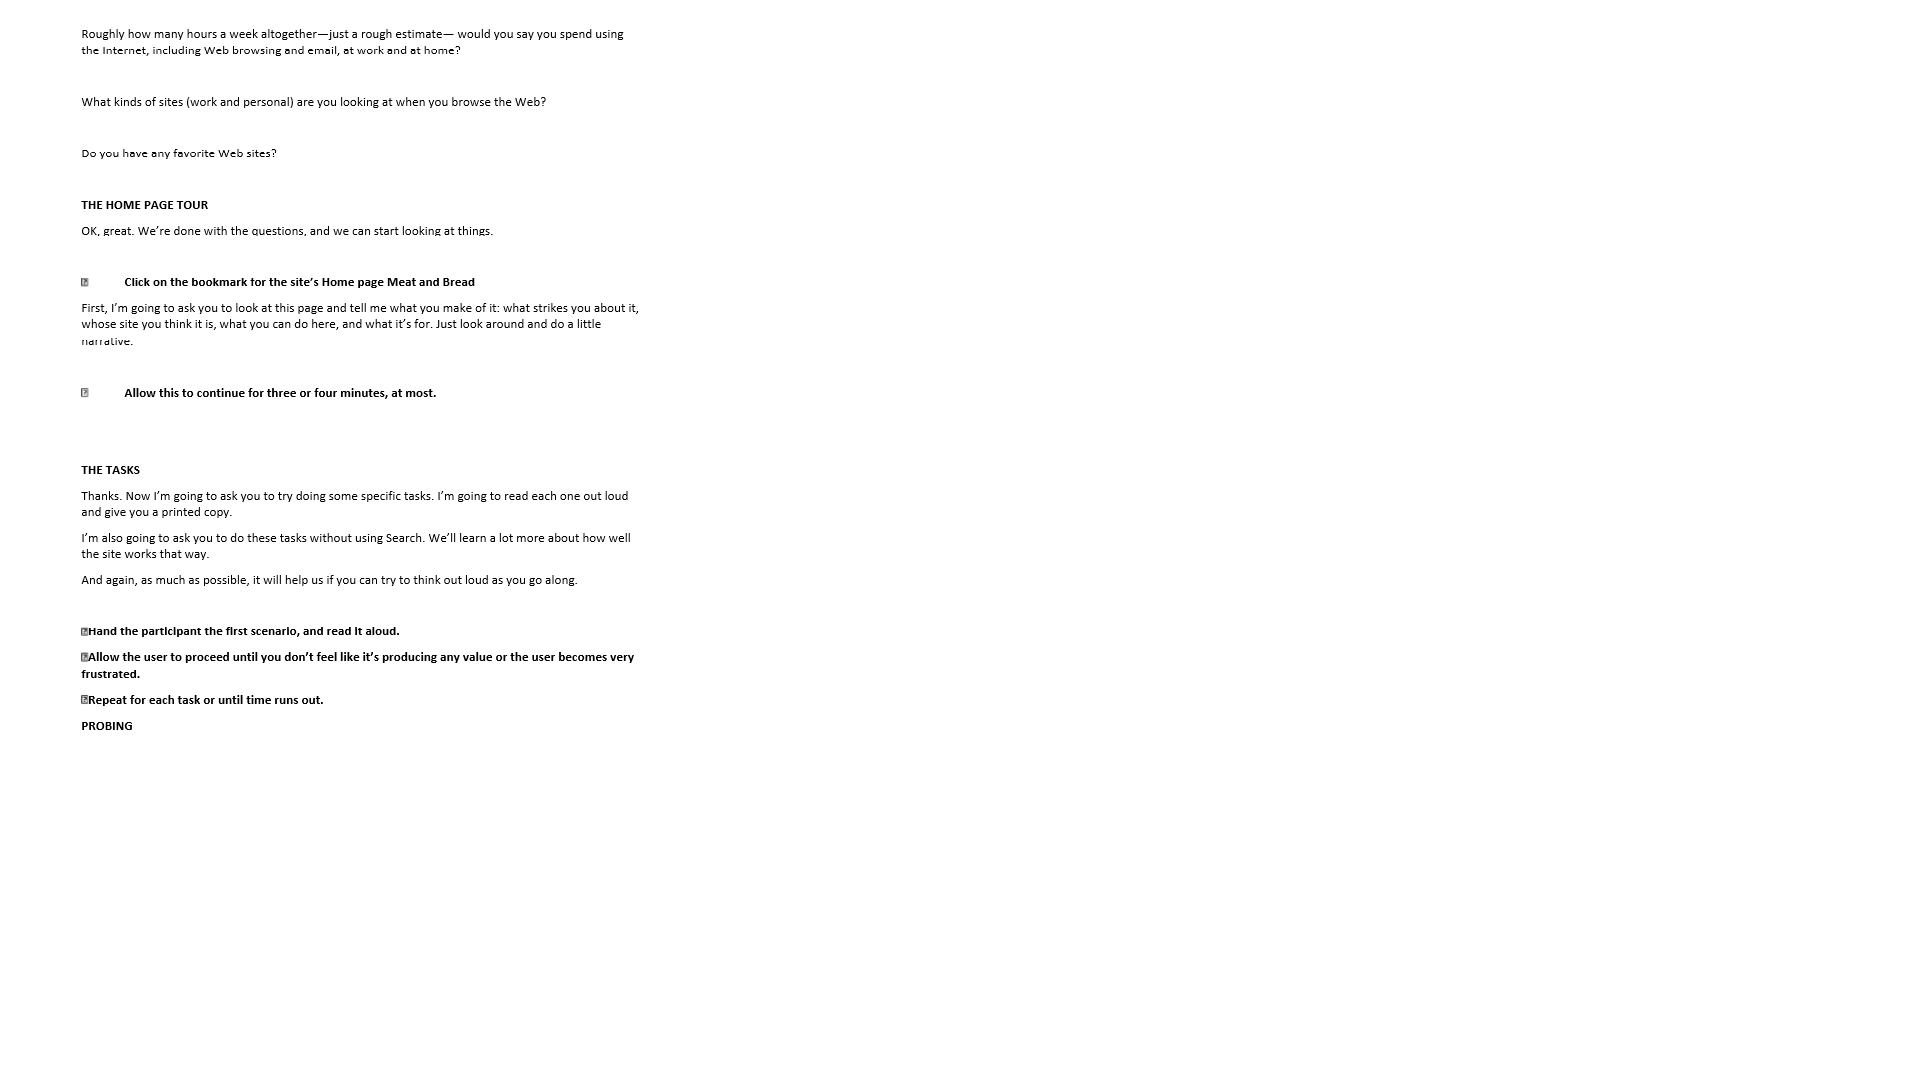 Roughly how many hours a week altogether—just a rough estimate— would you say you spend using
the Internet, including Web browsing and email, at work and at home?
What kinds of sites (work and personal) are you looking at when you browse the Web?
Do you have any favorite Web sites?
THE HOME PAGE TOUR
OK, great. We’re done with the questions, and we can start looking at things.
Click on the bookmark for the site’s Home page Meat and Bread
First, I’m going to ask you to look at this page and tell me what you make of it: what strikes you about it,
whose site you think it is, what you can do here, and what it’s for. Just look around and do a little
narrative.
Allow this to continue for three or four minutes, at most.
THE TASKS
Thanks. Now I’m going to ask you to try doing some specific tasks. I’m going to read each one out loud
and give you a printed copy.
I’m also going to ask you to do these tasks without using Search. We’ll learn a lot more about how well
the site works that way.
And again, as much as possible, it will help us if you can try to think out loud as you go along.
Hand the participant the first scenario, and read it aloud.
Allow the user to proceed until you don’t feel like it’s producing any value or the user becomes very
frustrated.
Repeat for each task or until time runs out.
PROBING